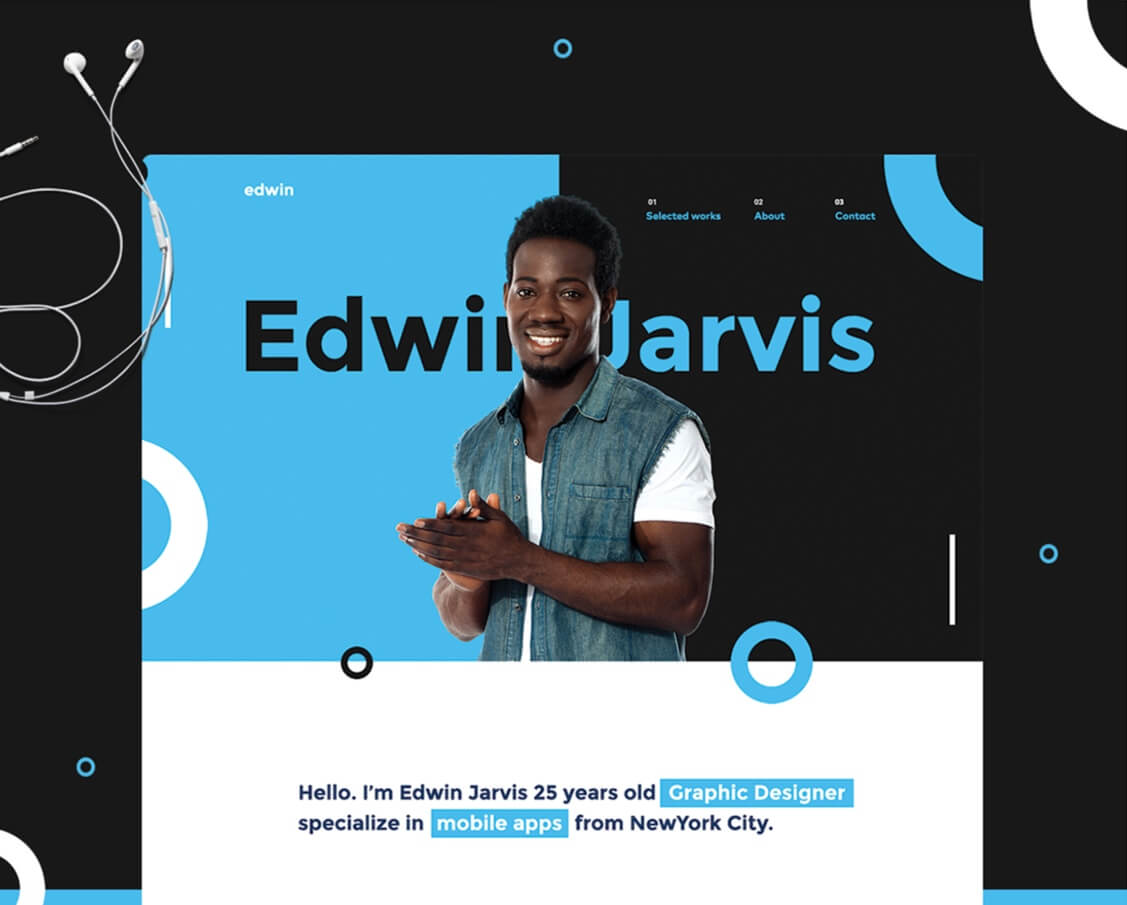 edwin
01
Selected works
02
About
03
Contact
Edwin Jarvis
Hello. I'm Edwin Jarvis 25 years old Graphic Designer
specialize in mobile apps from NewYork City.